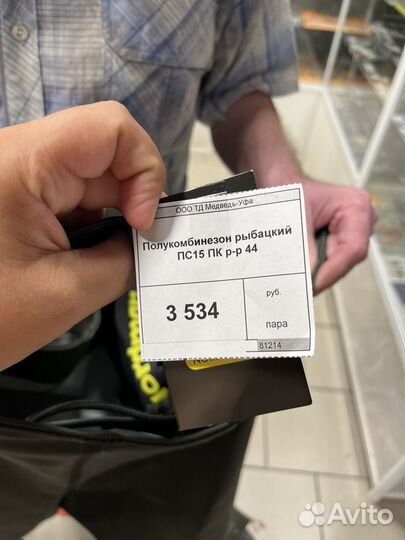 ООО ТД Медведь-Уфа
Полукомбинезон рыбацкий
ПС15 ПК р-р 44
3 534
руб.
пара
81214
Avito